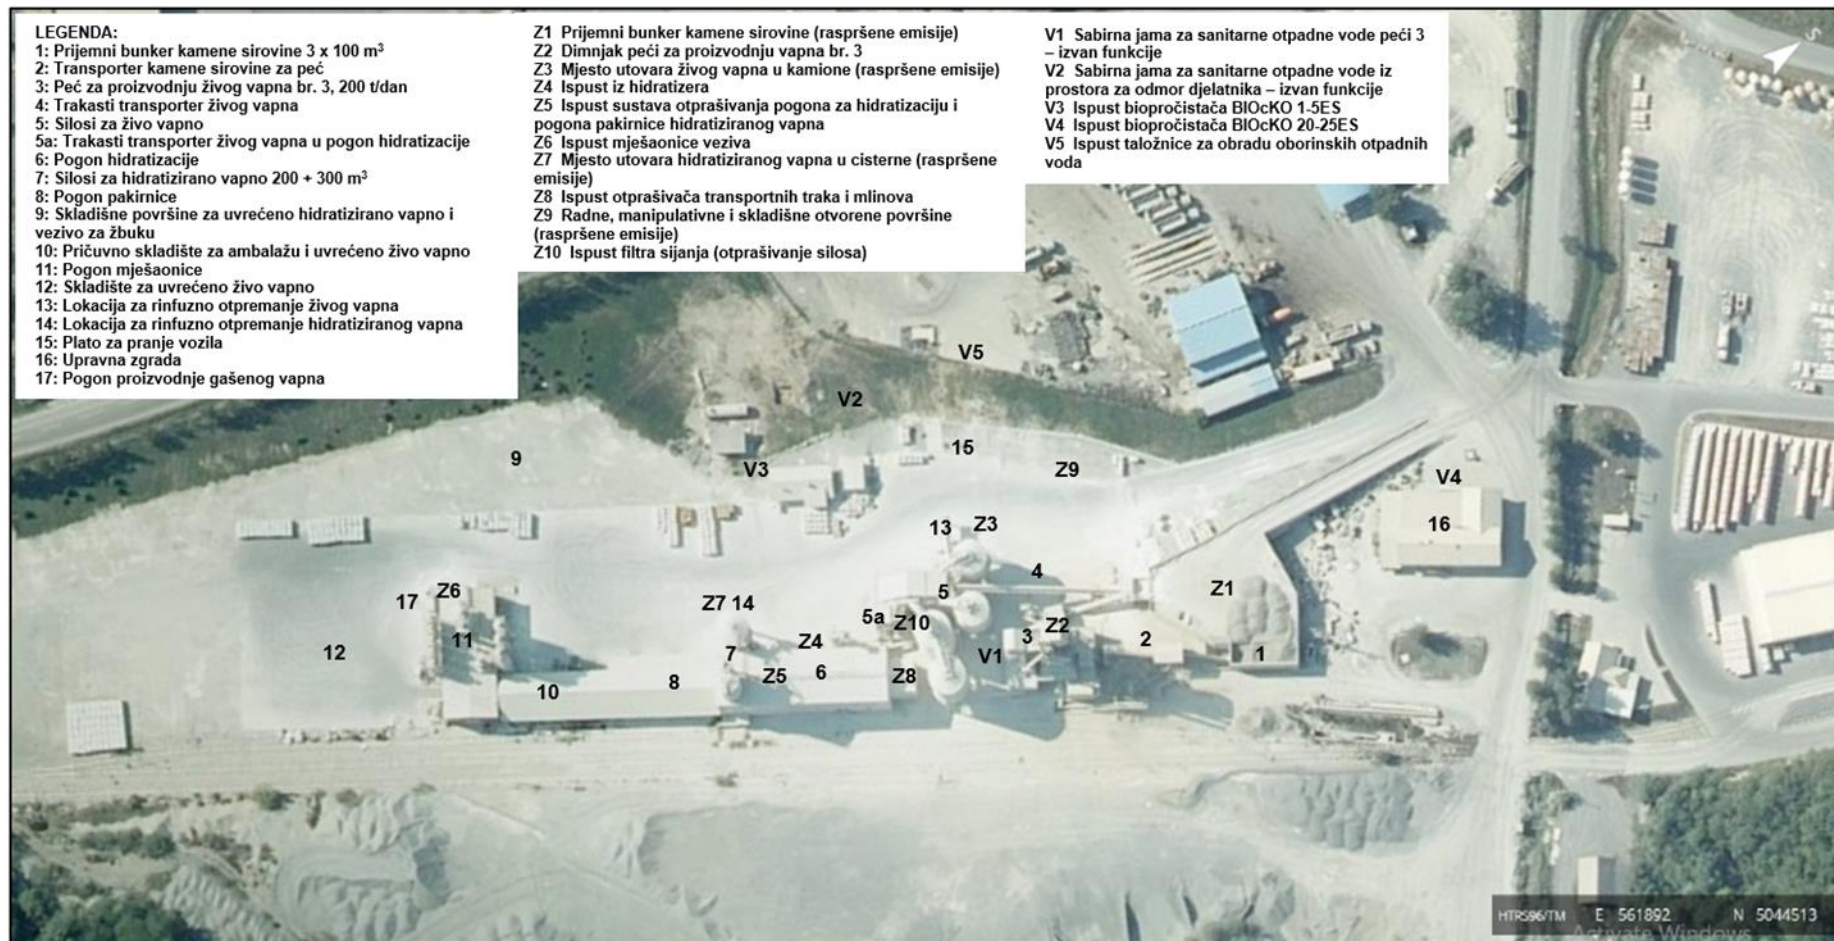 LEGENDA:
1: Prijemni bunker kamene sirovine 3 x 100 m³
2: Transporter kamene sirovine za peć
3: Peć za proizvodnju živog vapna br. 3, 200 t/dan
4: Trakasti transporter živog vapna
5: Silosi za živo vapno
5a: Trakasti transporter živog vapna u pogon hidratizacije
6: Pogon hidratizacije
7: Silosi za hidratizirano vapno 200 + 300 m³
8: Pogon pakirnice
9: Skladišne površine za uvrećeno hidratizirano vapno i
vezivo za žbuku
10: Pričuvno skladište za ambalažu i uvrećeno živo vapno
11: Pogon mješaonice
12: Skladište za uvrećeno živo vapno
13: Lokacija za rinfuzno otpremanje živog vapna
14: Lokacija za rinfuzno otpremanje hidratiziranog vapna
15: Plato za pranje vozila
16: Upravna zgrada
17: Pogon proizvodnje gašenog vapna
Z1 Prijemni bunker kamene sirovine (raspršene emisije)
Z2 Dimnjak peći za proizvodnju vapna br. 3
Z3 Mjesto utovara živog vapna u kamione (raspršene emisije)
Z4 Ispust iz hidratizera
Z5 Ispust sustava otprašivanja pogona za hidratizaciju i
pogona pakirnice hidratiziranog vapna
Z6 Ispust mješaonice veziva
Z7 Mjesto utovara hidratiziranog vapna u cisterne (raspršene
emisije)
Z8 Ispust otprašivača transportnih traka i mlinova
Z9 Radne, manipulativne i skladišne otvorene površine
(raspršene emisije)
Z10 Ispust filtra sijanja (otprašivanje silosa)
V1 Sabirna jama za sanitarne otpadne vode peći 3
– izvan funkcije
V2 Sabirna jama za sanitarne otpadne vode iz
prostora za odmor djelatnika – izvan funkcije
V3 Ispust biopročistača BIOcKO 1-5ES
V4 Ispust biopročistača BIOcKO 20-25ES
V5 Ispust taložnice za obradu oborinskih otpadnih
voda
S
V5
V2
9
V3
15
Z9
V4
13
Z3
16
4
17
Z6
Z7 14
5
Z1
5a
Z10
Z2
3
2
11
12
7
Z4
V1
1
10
8
Z5
6
Z8
HTRS96/TM E 561892 N 5044513
Activate Windows